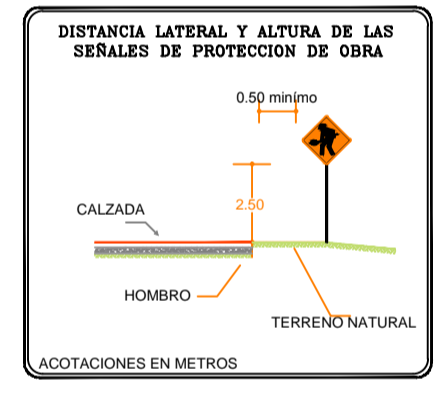 DISTANCIA LATERAL Y ALTURA DE LAS
SEÑALES DE PROTECCION DE OBRA
0.50 minímo
2.50
CALZADA
HOMBRO
TERRENO NATURAL
ACOTACIONES EN METROS